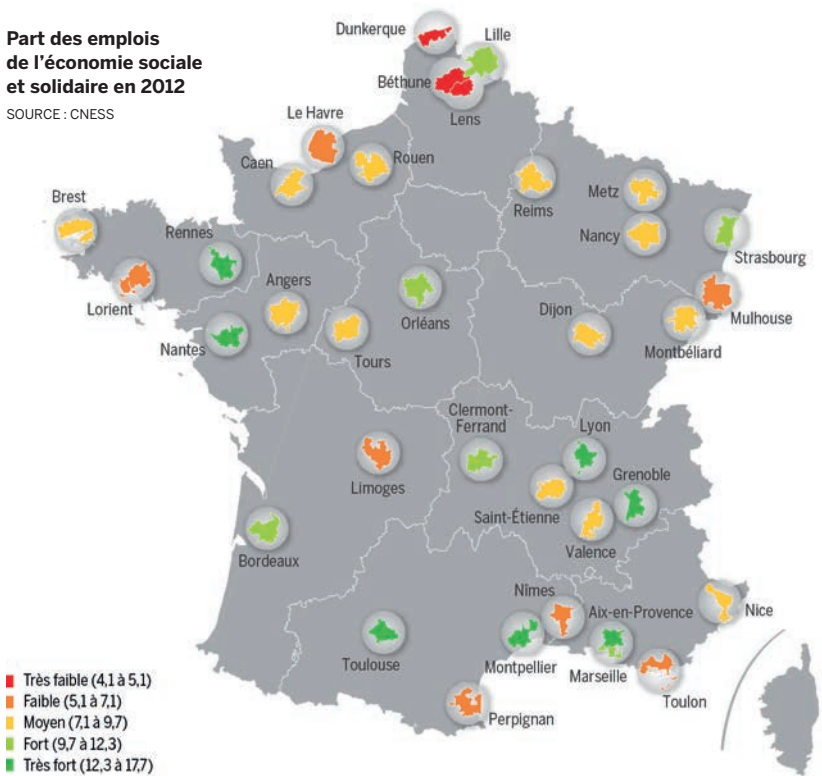 Part des emplois
de l'économie sociale
et solidaire en 2012
SOURCE : CNESS
Dunkerque
Lille
Béthune
Lens
Le Havre
Caen
Rouen
Reims
Metz
Nancy
Strasbourg
Brest
Rennes
Lorient
Angers
Nantes
Tours
Orléans
Dijon
Mulhouse
Montbéliard
Clermont-
Ferrand
Lyon
Limoges
Grenoble
Saint-Étienne
Valence
Bordeaux
Nîmes
Aix-en-Provence
Nice
Toulouse
Montpellier
Marseille
Toulon
Perpignan
Très faible (4,1 à 5,1)
Faible (5,1 à 7,1)
Moyen (7,1 à 9,7)
Fort (9,7 à 12,3)
Très fort (12,3 à 17,7)